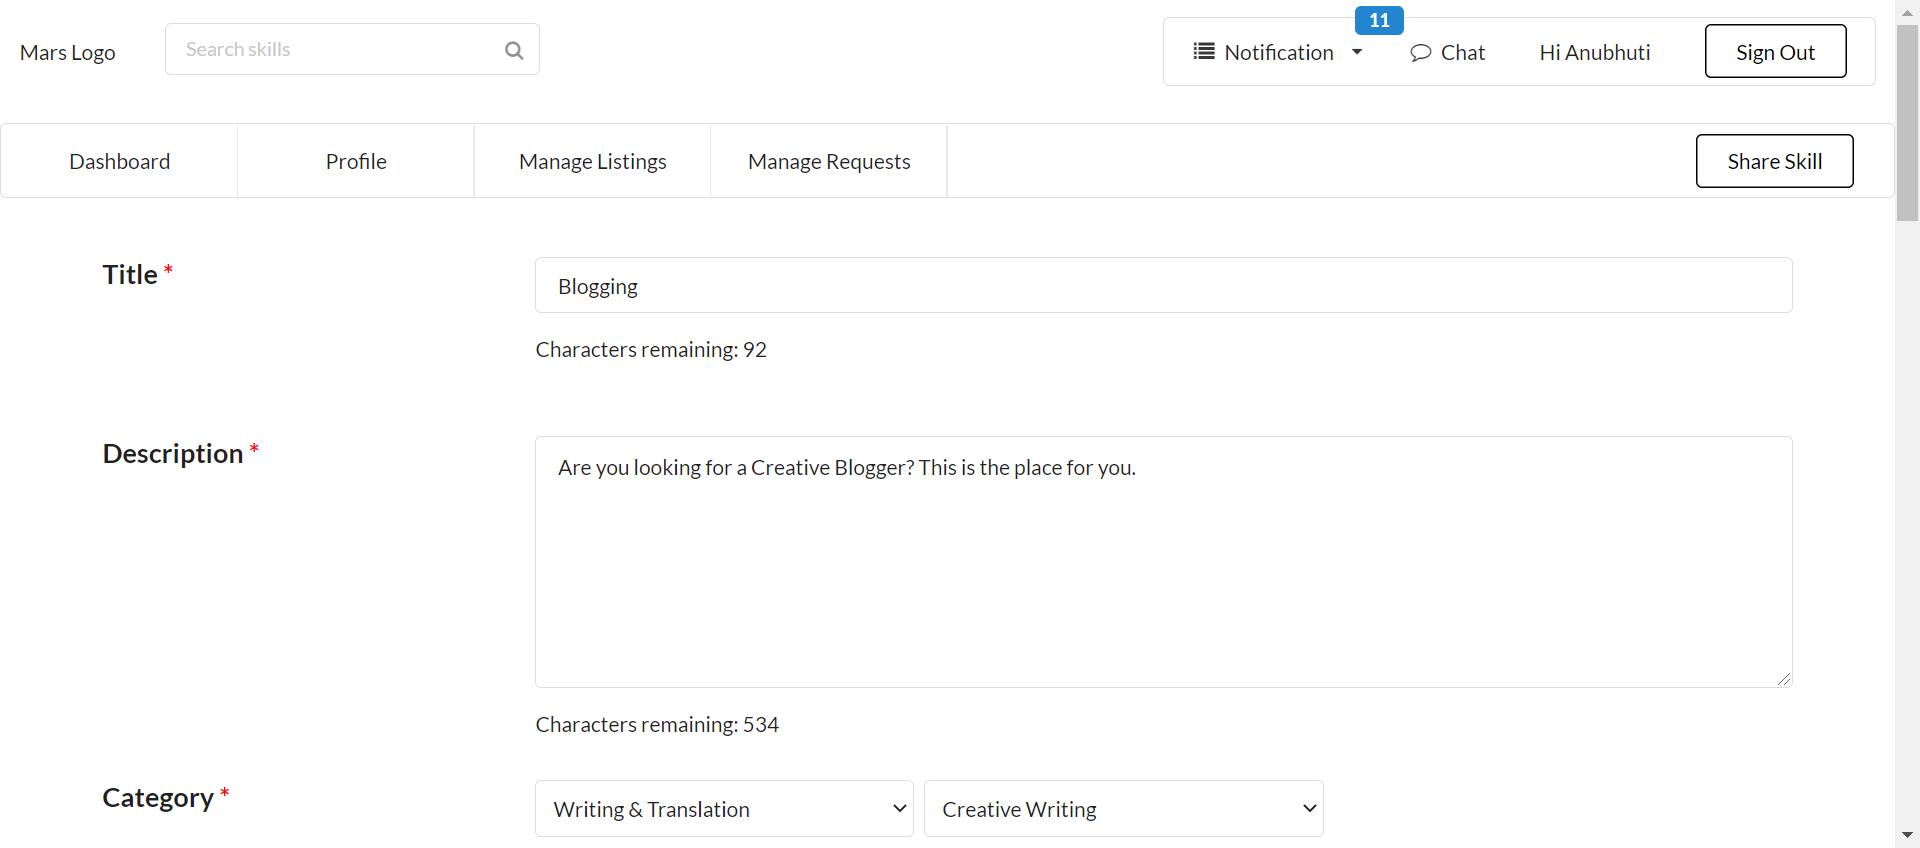 Mars Logo
Search skills
11
Notification
Chat
Hi Anubhuti
Sign Out
Dashboard
Profile
Manage Listings
Manage Requests
Share Skill
Title *
Blogging
Characters remaining: 92
Description *
Are you looking for a Creative Blogger? This is the place for you.
Characters remaining: 534
Category *
Writing & Translation
Creative Writing